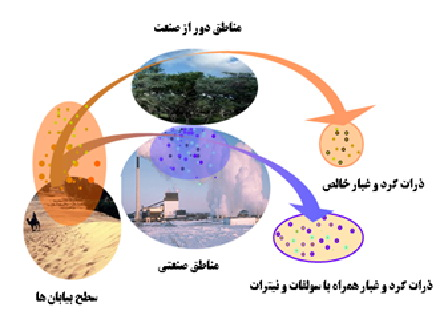 مناطق دور از صنعت
ذرات گرد و غبار خالص
مناطق صنعتی
ذرات گرد و غبار همراه با سولفات و نیترات
سطح بیابان ها